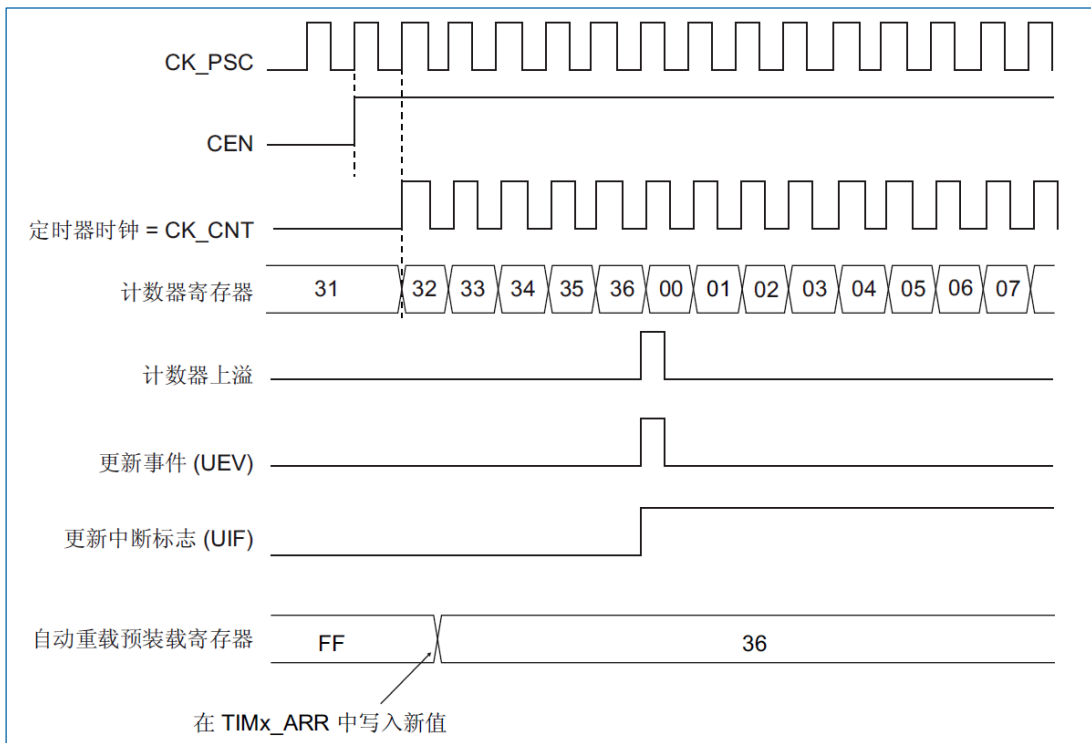 CK_PSC
CEN
定时器时钟 = CK_CNT
计数器寄存器 31 32 33 34 35 36 00 01 02 03 04 05 06 07
计数器上溢
更新事件 (UEV)
更新中断标志 (UIF)
自动重载预装载寄存器 FF 36
在 TIMx_ARR 中写入新值